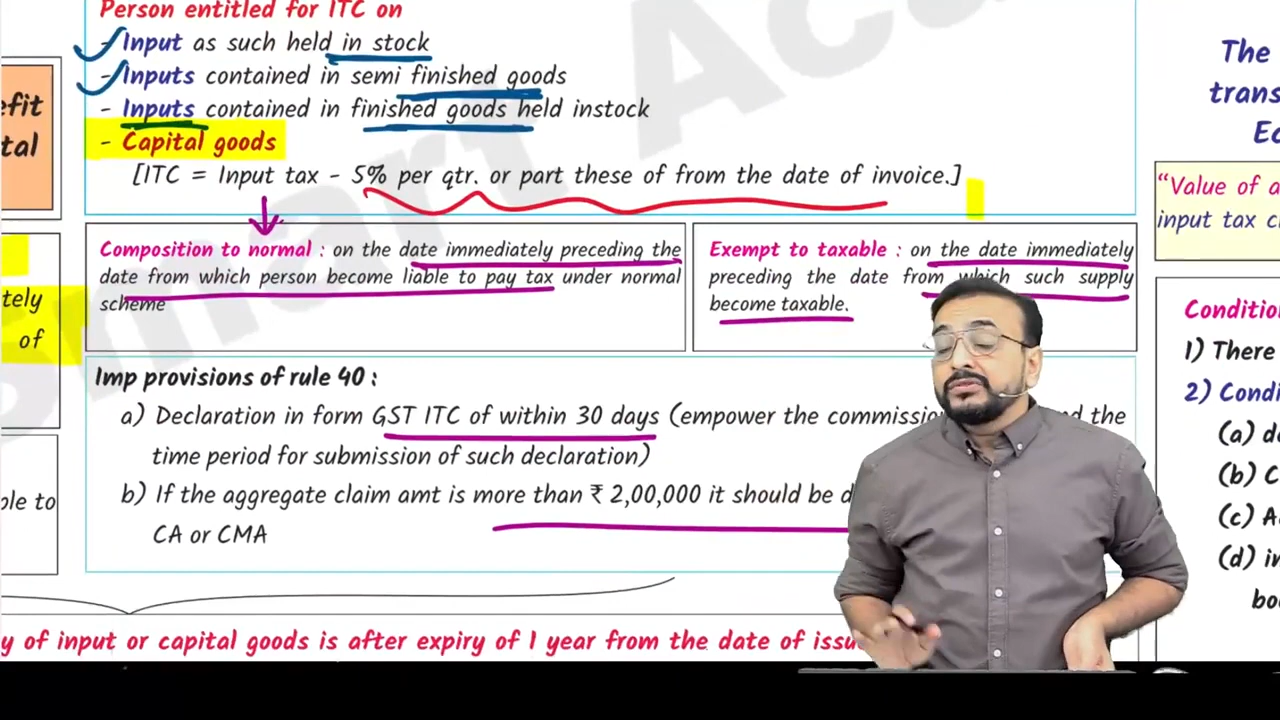 Person entitled for ITC on
- Input as such held in stock
- Inputs contained in semi finished goods
- Inputs contained in finished goods held instock
- Capital goods
[ITC = Input tax - 5% per qtr. or part these of from the date of invoice.]
Composition to normal : on the date immediately preceding the
date from which person become liable to pay tax under normal
scheme
Exempt to taxable : on the date immediately
preceding the date from which such supply
become taxable.
Imp provisions of rule 40 :
a) Declaration in form GST ITC of within 30 days (empower the the
time period for submission of such declaration)
b) If the aggregate claim amt is more than ₹ 2,00,000 it should be
CA or CMA
y of input or capital goods is after expiry of 1 year from the date of
efit
tal
tely
of
ble to
The
trans
Ec
"Value of a
input tax c
Condition
1) There
2) Condi
(a) d
(b) C
(c) A
(d) in
bo
Smart Aca